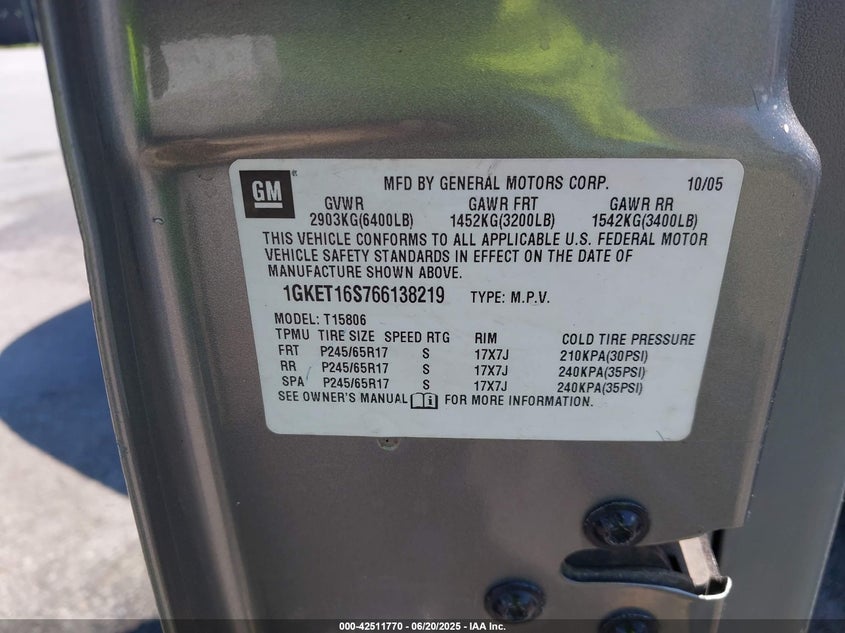 GM ® MFD BY GENERAL MOTORS CORP. 10/05
GVWR GAWR FRT GAWR RR
2903KG(6400LB) 1452KG(3200LB) 1542KG(3400LB)
THIS VEHICLE CONFORMS TO ALL APPLICABLE U.S. FEDERAL MOTOR
VEHICLE SAFETY STANDARDS IN EFFECT ON THE DATE OF
MANUFACTURE SHOWN ABOVE.
1GKET16S766138219 TYPE: M.P.V.
MODEL: T15806
TPMU TIRE SIZE SPEED RTG RIM COLD TIRE PRESSURE
FRT P245/65R17 S 17X7J 210KPA(30PSI)
RR P245/65R17 S 17X7J 240KPA(35PSI)
SPA P245/65R17 S 17X7J 240KPA(35PSI)
SEE OWNER'S MANUAL FOR MORE INFORMATION.
000-42511770 - 06/20/2025 - IAA Inc.